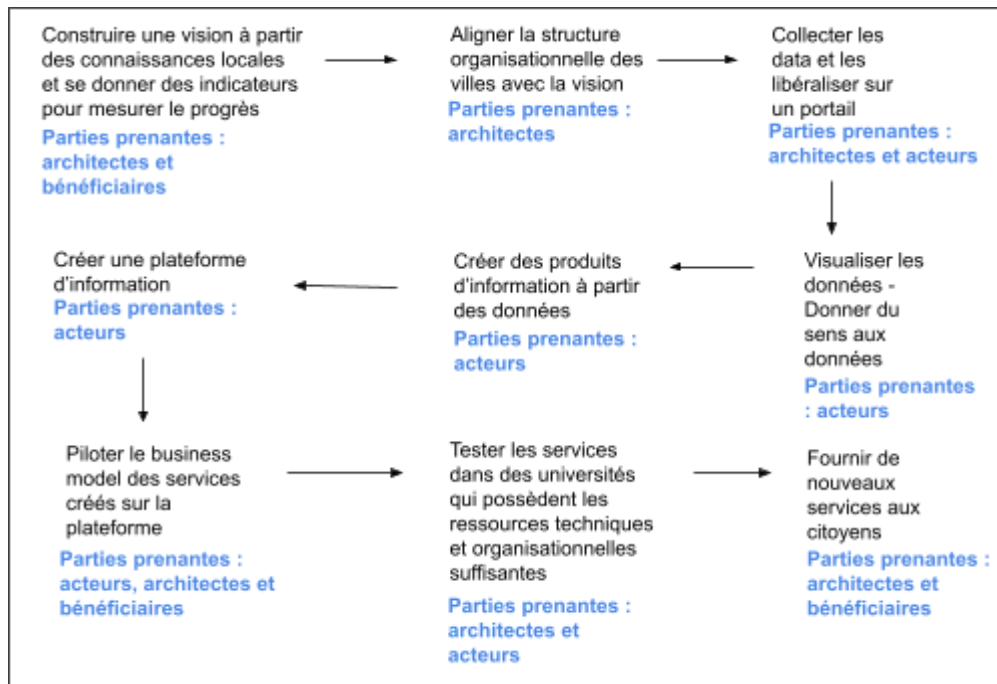 Construire une vision à partir
des connaissances locales
et se donner des indicateurs
pour mesurer le progrès
Parties prenantes :
architectes et
bénéficiaires
Aligner la structure
organisationnelle des
villes avec la vision
Parties prenantes :
architectes
Collecter les
data et les
libéraliser sur
un portail
Parties prenantes :
architectes et acteurs
Visualiser les
données -
Donner du
sens aux
données
Parties prenantes
: acteurs
Créer des produits
d'information à partir
des données
Parties prenantes :
acteurs
Créer une plateforme
d'information
Parties prenantes :
acteurs
Piloter le business
model des services
créés sur la
plateforme
Parties prenantes :
acteurs, architectes et
bénéficiaires
Tester les services
dans des universités
qui possèdent les
ressources techniques
et organisationnelles
suffisantes
Parties prenantes :
architectes et
acteurs
Fournir de
nouveaux
services aux
citoyens
Parties prenantes :
architectes et
bénéficiaires